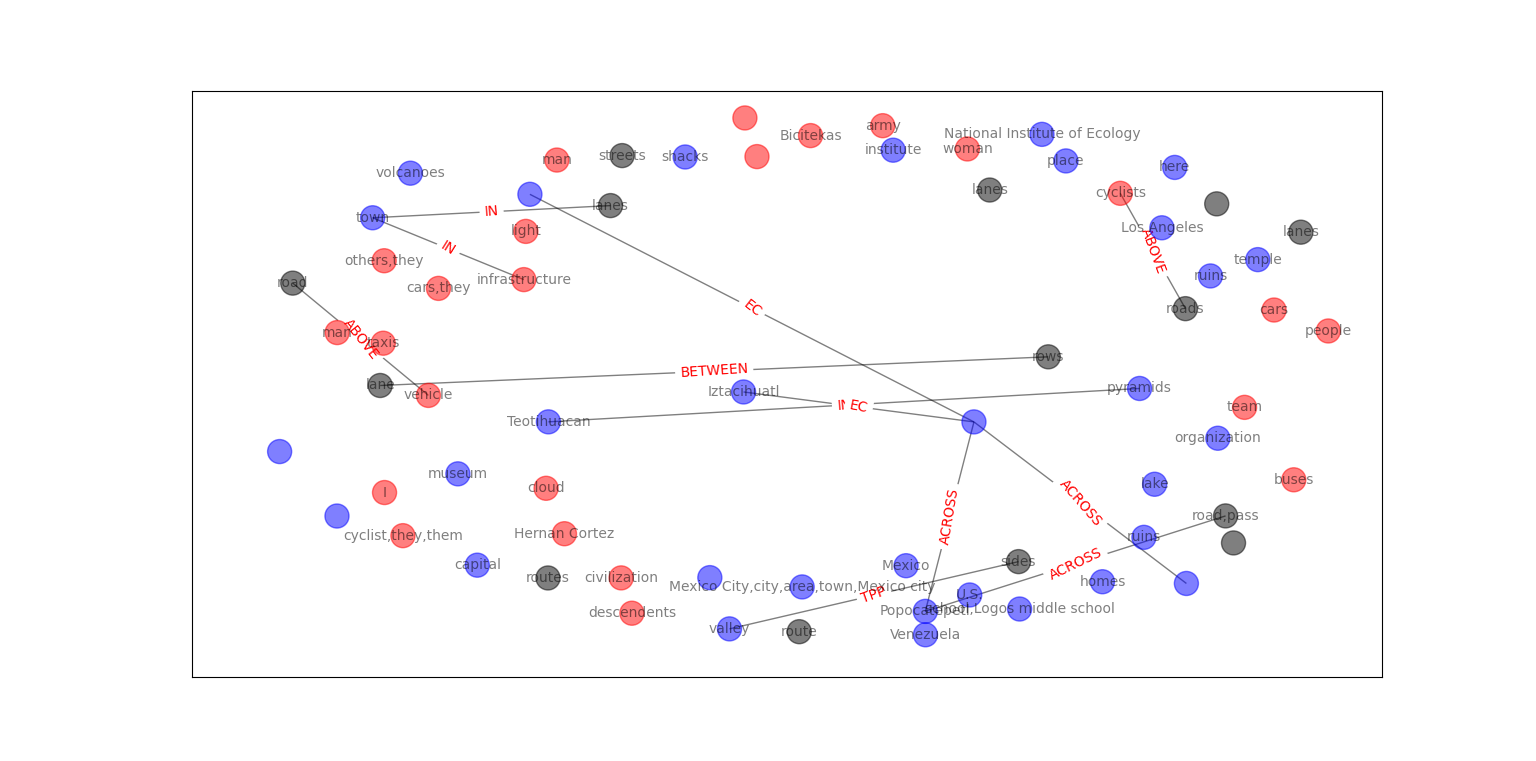 Bicitekas
army
National Institute of Ecology
man
streets
shacks
institute
woman
place
here
volcanoes
lanes
cyclists
town
IN
lanes
Los Angeles
lanes
light
IN
ABOVE
others,they
temple
infrastructure
ruins
road
cars,they
EC
roads
cars
man
ABOVE
taxis
people
rows
BETWEEN
lane
vehicle
Iztacihuatl
pyramids
EC
team
Teotihuacan
organization
museum
buses
I
cloud
lake
ACROSS
ACROSS
road,pass
cyclist,they,them
Hernan Cortez
ruins
capital
Mexico
sides
ACROSS
routes
civilization
Mexico City,city,area,town,Mexico city
homes
TPP
U.S.
descendents
Popocatepetl,
school,Logos middle school
valley
route
Venezuela